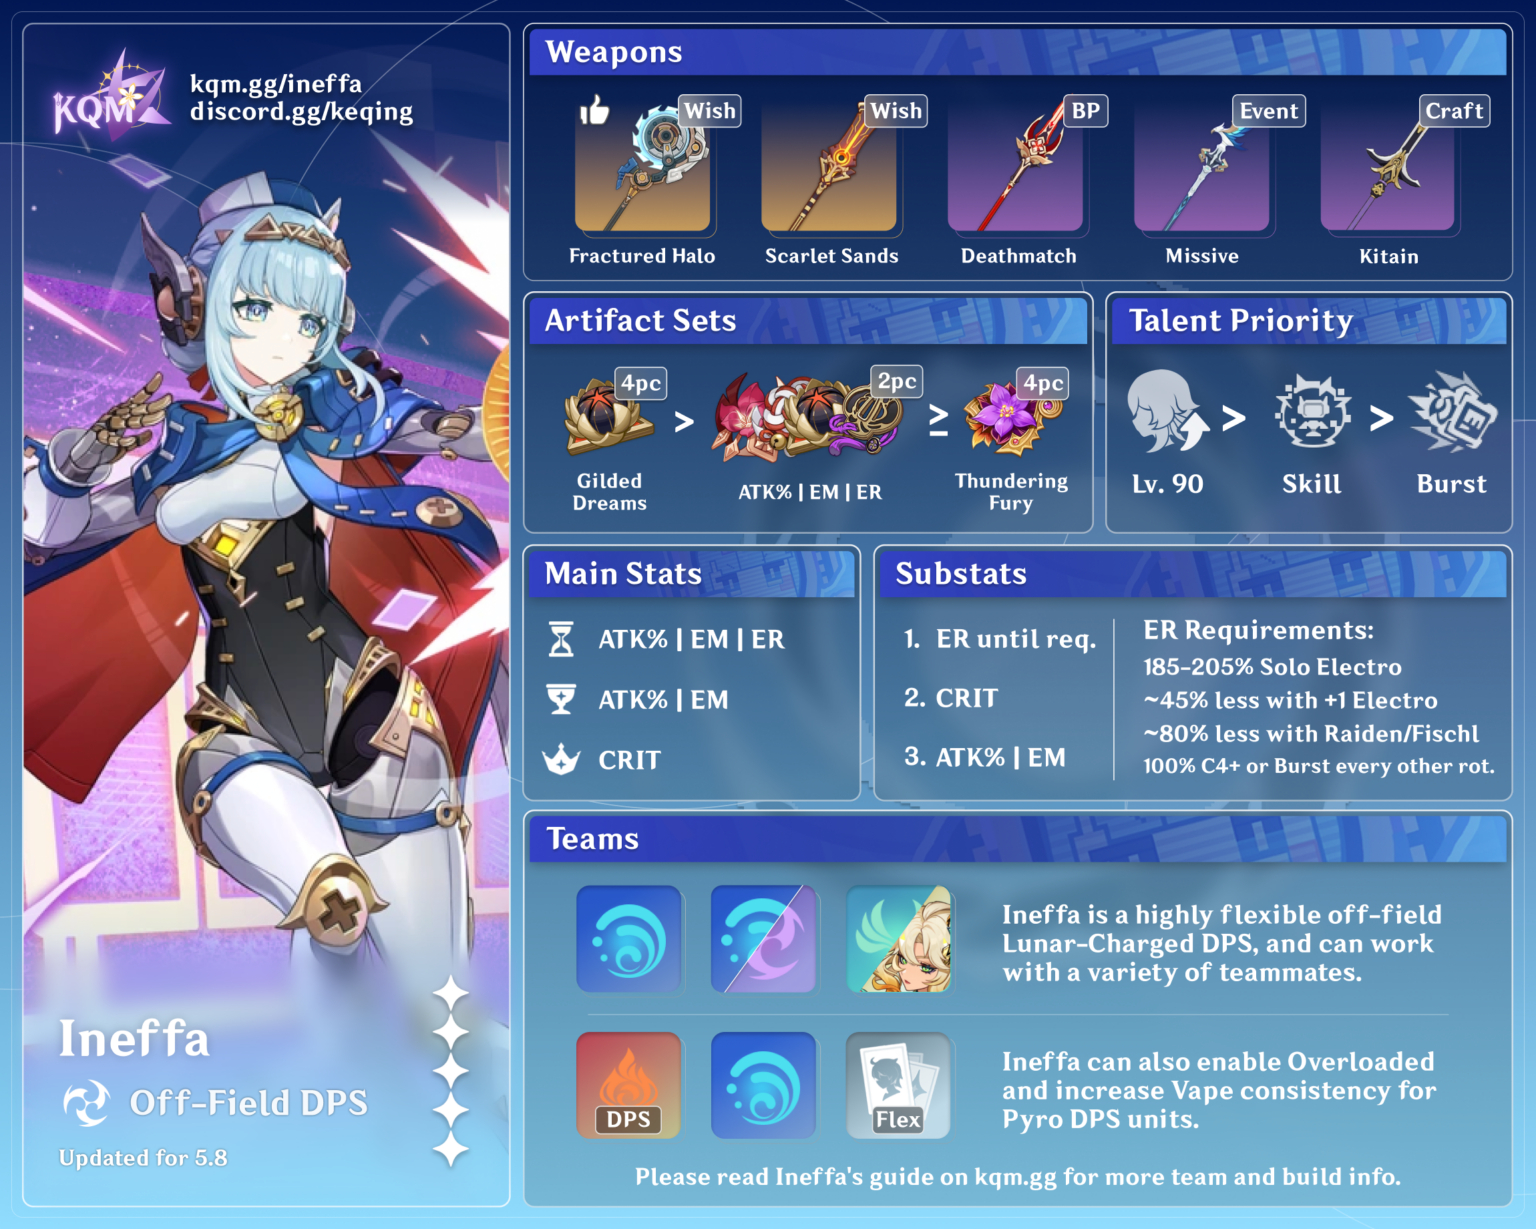 KQM
kqm.gg/ineffa
discord.gg/keqing
Ineffa
Off-Field DPS
Updated for 5.8
Weapons
Wish
Wish
BP
Event
Craft
Fractured Halo
Scarlet Sands
Deathmatch
Missive
Kitain
Artifact Sets
4pc
>
2pc
≥
4pc
Gilded
Dreams
ATK% | EM | ER
Thundering
Fury
Talent Priority
> >
Lv. 90
Skill
Burst
Main Stats
ATK% | EM | ER
ATK% | EM
CRIT
Substats
1. ER until req.
2. CRIT
3. ATK% | EM
ER Requirements:
185-205% Solo Electro
~45% less with +1 Electro
~80% less with Raiden/Fischl
100% C4+ or Burst every other rot.
Teams
Ineffa is a highly flexible off-field
Lunar-Charged DPS, and can work
with a variety of teammates.
DPS
Flex
Ineffa can also enable Overloaded
and increase Vape consistency for
Pyro DPS units.
Please read Ineffa's guide on kqm.gg for more team and build info.